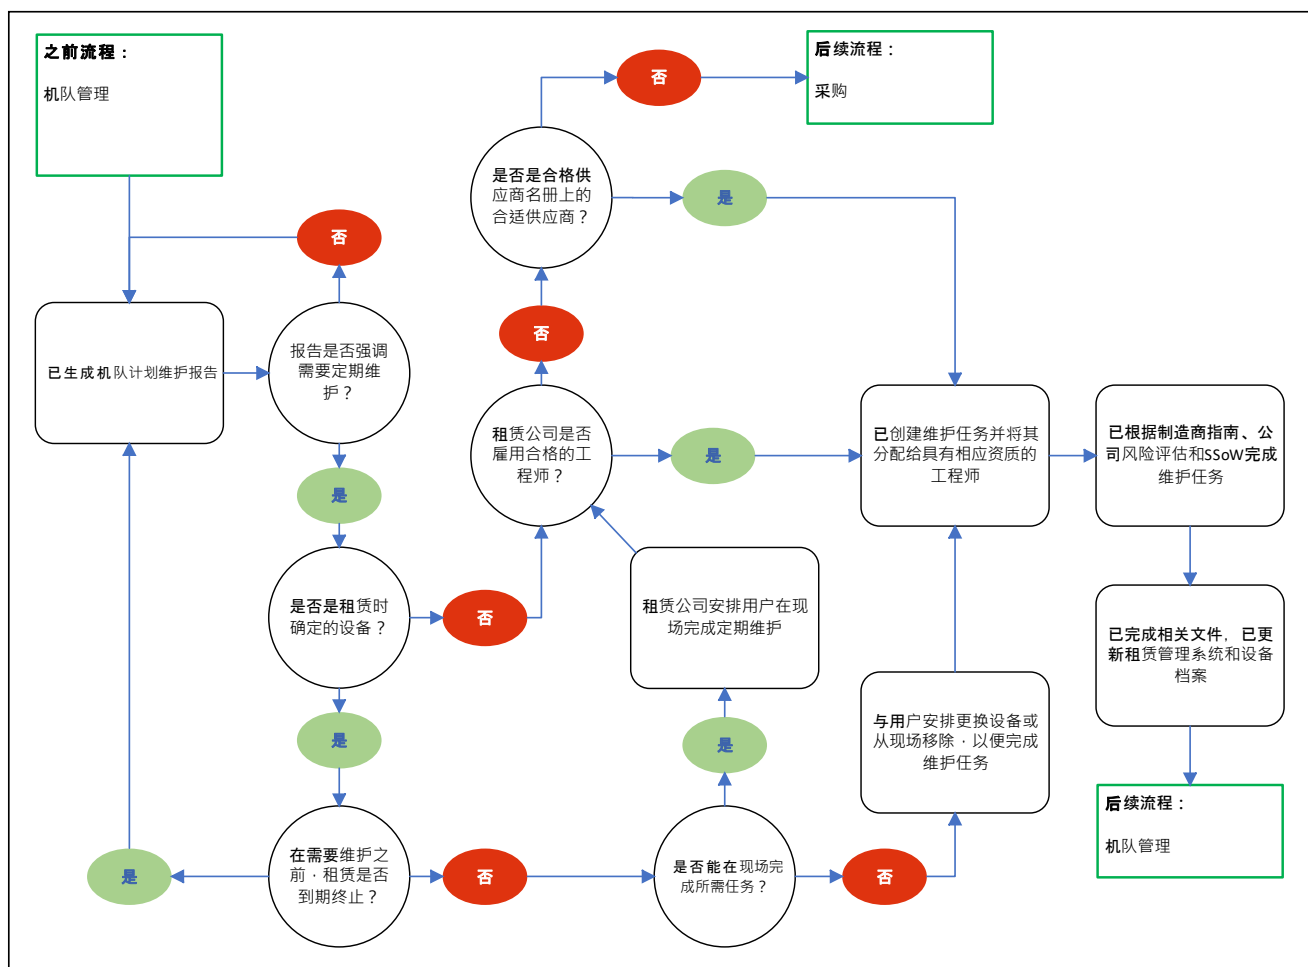 之前流程：
机队管理
否
后续流程：
采购
是否是合格供
应商名册上的
合适供应商？
是
否
否
已生成机队计划维护报告
报告是否强调
需要定期维
护？
租赁公司是否
雇用合格的工
程师？
是
已创建维护任务并将其
分配给具有相应资质的
工程师
已根据制造商指南、公
司风险评估和SSoW完成
维护任务
是
是否是租赁时
确定的设备？
否
租赁公司安排用户在现
场完成定期维护
已完成相关文件，已更
新租赁管理系统和设备
档案
是
是
与用户安排更换设备或
从现场移除，以便完成
维护任务
后续流程：
机队管理
是
在需要维护之
前，租赁是否
到期终止？
否
是否能在现场完
成所需任务？
否